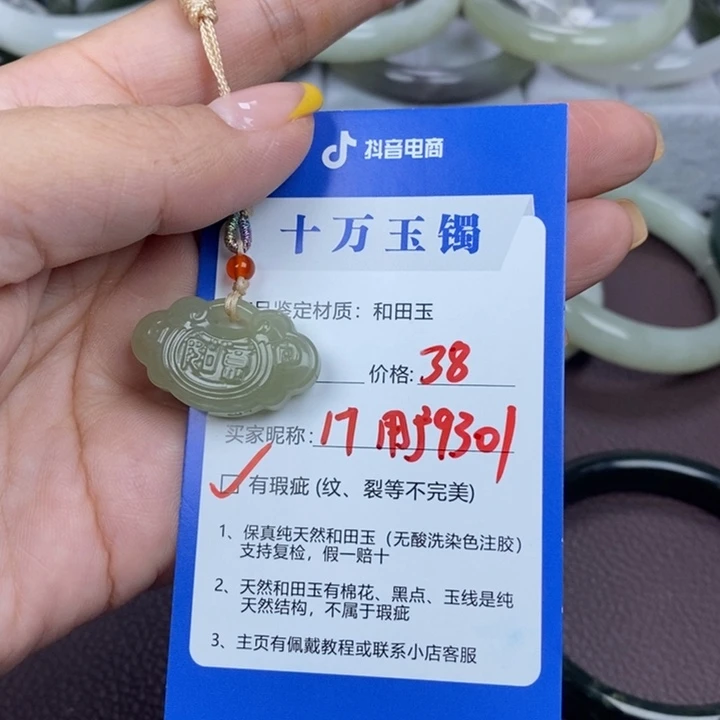 抖音电商
十万玉镯
品鉴定材质：和田玉
价格: 38
买家昵称: 17 用户9301
有瑕疵 (纹、裂等不完美)
1、保真纯天然和田玉（无酸洗染色注胶）
支持复检，假一赔十
2、天然和田玉有棉花、黑点、玉线是纯
天然结构，不属于瑕疵
3、主页有佩戴教程或联系小店客服